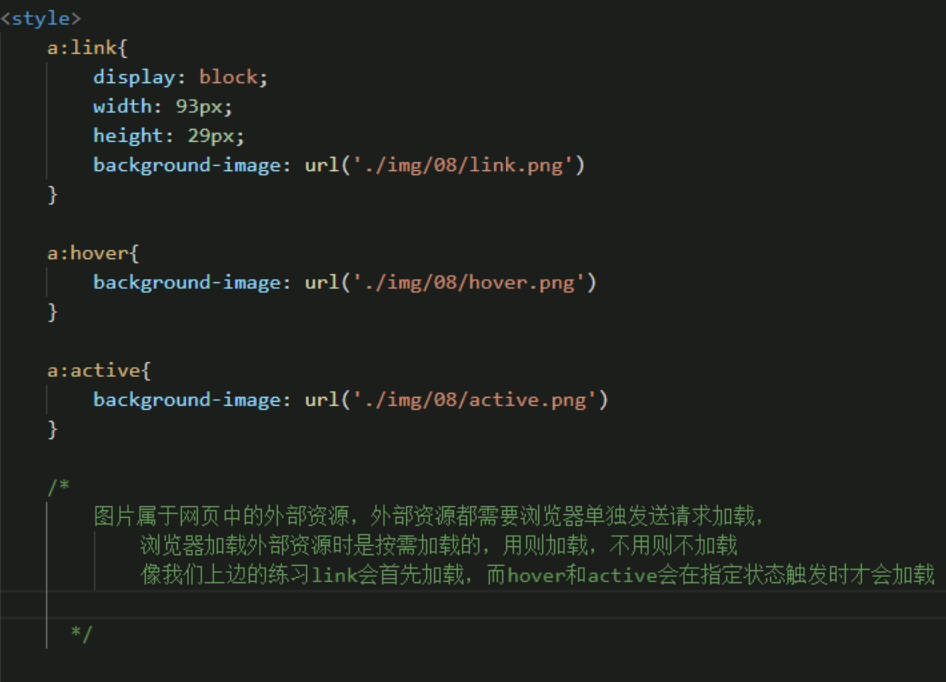 <style>
a:link{
display: block;
width: 93px;
height: 29px;
background-image: url('./img/08/link.png')
}
a:hover{
background-image: url('./img/08/hover.png')
}
a:active{
background-image: url('./img/08/active.png')
}
/*
图片属于网页中的外部资源，外部资源都需要浏览器单独发送请求加载，
浏览器加载外部资源时是按需加载的，用则加载，不用则不加载
像我们上边的练习link会首先加载，而hover和active会在指定状态触发时才会加载
*/